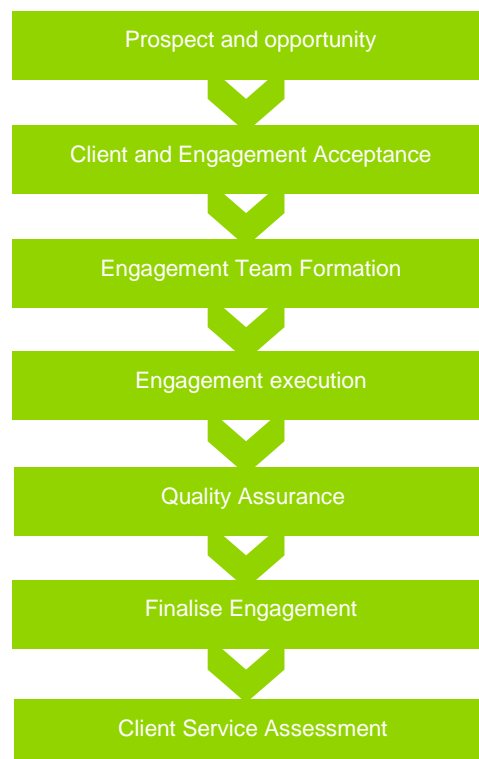 Prospect and opportunity
Client and Engagement Acceptance
Engagement Team Formation
Engagement execution
Quality Assurance
Finalise Engagement
Client Service Assessment